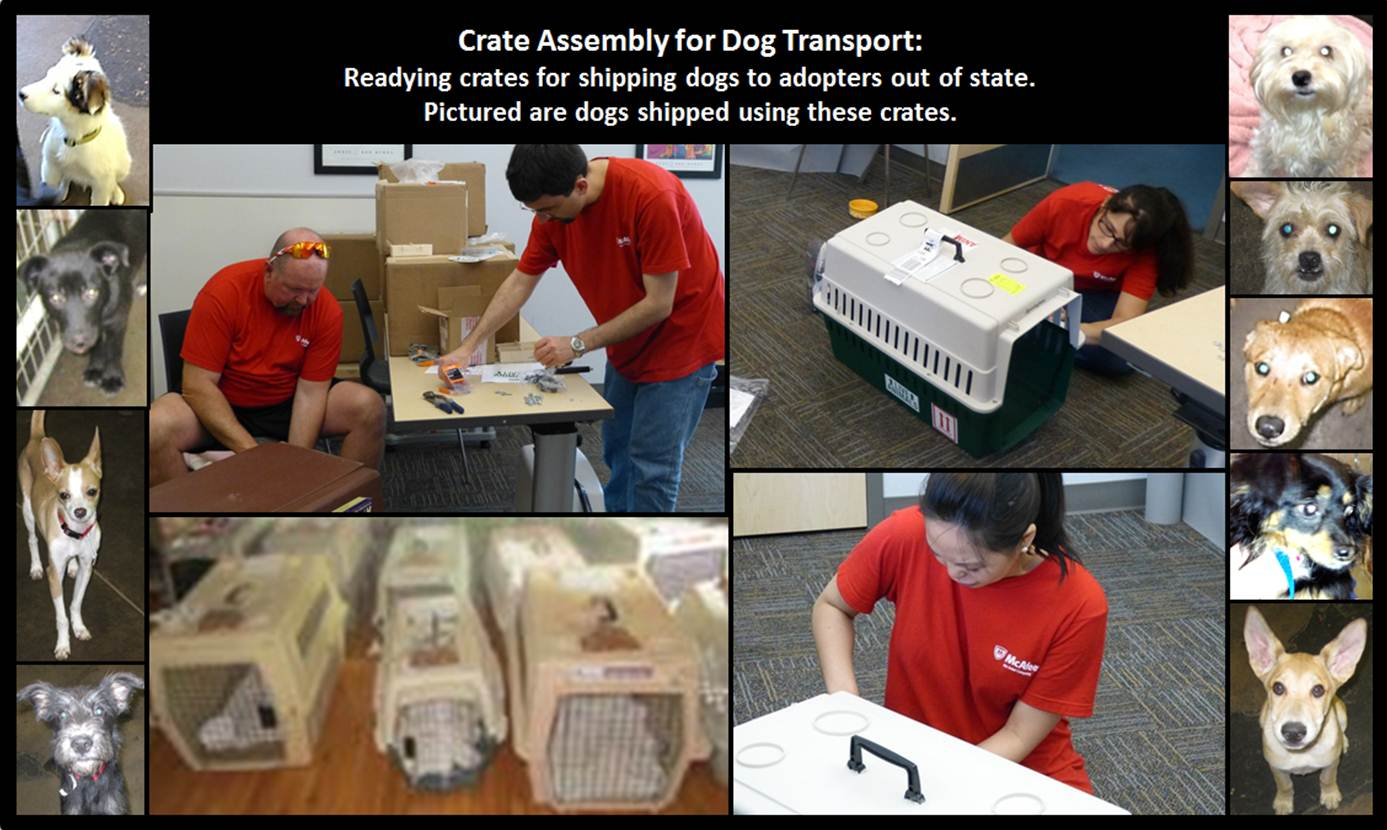 Crate Assembly for Dog Transport:
Readying crates for shipping dogs to adopters out of state.
Pictured are dogs shipped using these crates.
McAfee